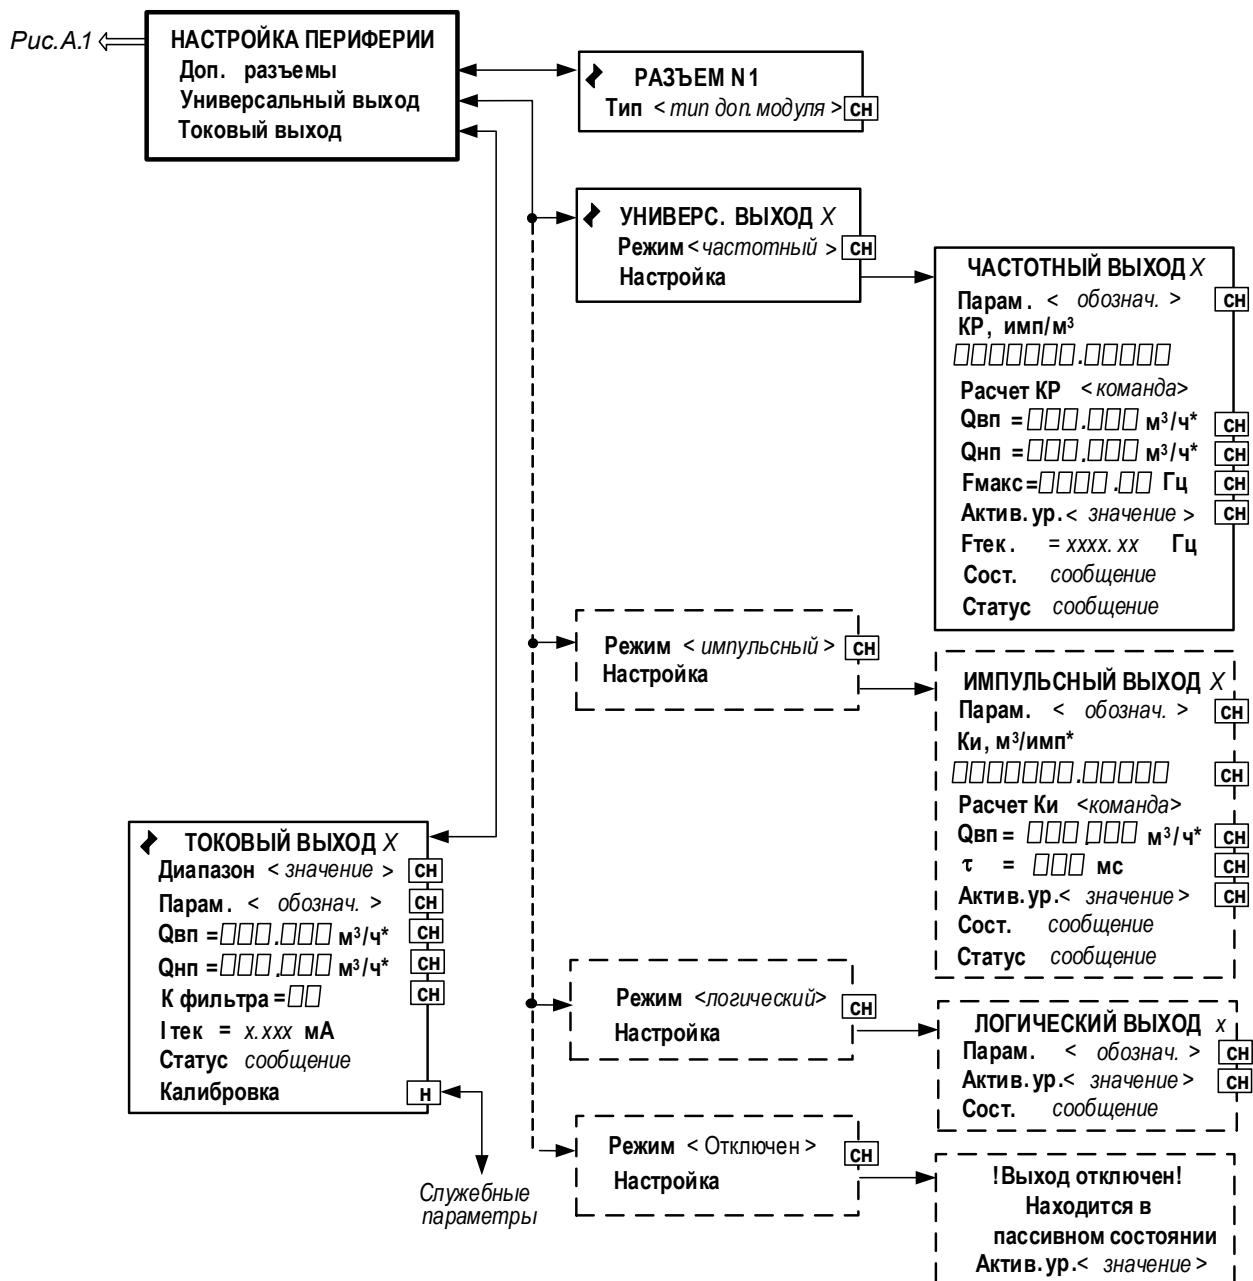 Рис.А.1
НАСТРОЙКА ПЕРИФЕРИИ
Доп. разъемы
Универсальный выход
Токовый выход
РАЗЪЕМ N1
Тип < тип доп. модуля > СН
УНИВЕРС. ВЫХОД X
Режим < частотный > СН
Настройка
ЧАСТОТНЫЙ ВЫХОД X
Парам. < обознач. > СН
КР, имп/м³
□□□□□□□.□□□□□
Расчет КР <команда>
Qвп =□□□.□□□ м³/ч* СН
Qнп =□□□.□□□ м³/ч* СН
Fмакс=□□□□.□□ Гц СН
Актив.ур.< значение > СН
Fтек. = xxxx.xx Гц
Сост. сообщение
Статус сообщение
Режим < импульсный > СН
Настройка
ИМПУЛЬСНЫЙ ВЫХОД X
Парам. < обознач. > СН
Ки, м³/имп*
□□□□□□□.□□□□□ СН
Расчет Ки <команда>
Qвп = □□□.□□□ м³/ч* СН
τ = □□□ мс СН
Актив.ур.< значение > СН
Сост. сообщение
Статус сообщение
ТОКОВЫЙ ВЫХОД X
Диапазон < значение > СН
Парам. < обознач. > СН
Qвп =□□□.□□□ м³/ч* СН
Qнп =□□□.□□□ м³/ч* СН
К фильтра =□□ СН
I тек = x.xxx мА
Статус сообщение
Калибровка Н
Служебные
параметры
Режим <логический> СН
Настройка
ЛОГИЧЕСКИЙ ВЫХОД x
Парам. < обознач. > СН
Актив.ур.< значение > СН
Сост. сообщение
Режим < Отключен > СН
Настройка
!Выход отключен!
Находится в
пассивном состоянии
Актив.ур.< значение >